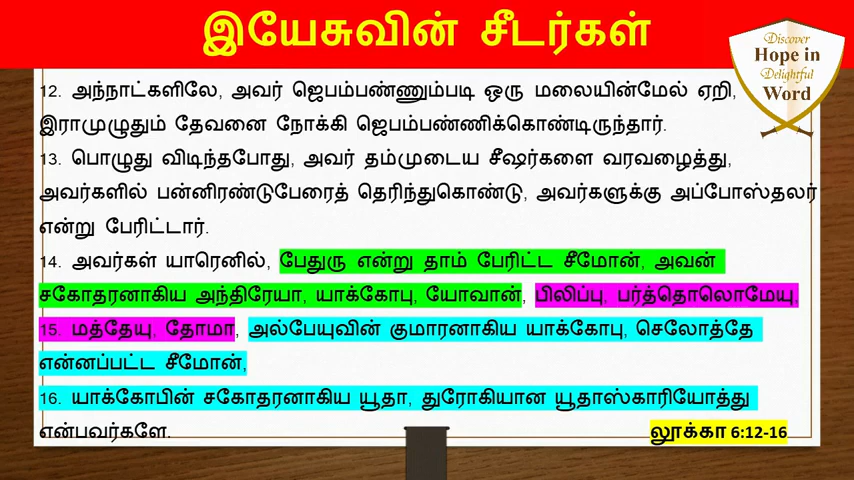 இயேசுவின் சீடர்கள்
Discover
Hope in
Delightful
Word
12. அந்நாட்களிலே, அவர் ஜெபம்பண்ணும்படி ஒரு மலையின்மேல் ஏறி,
இராமுழுதும் தேவனை நோக்கி ஜெபம்பண்ணிக்கொண்டிருந்தார்.
13. பொழுது விடிந்தபோது, அவர் தம்முடைய சீஷர்களை வரவழைத்து,
அவர்களில் பன்னிரண்டுபேரைத் தெரிந்துகொண்டு, அவர்களுக்கு அப்போஸ்தலர்
என்று பேரிட்டார்.
14. அவர்கள் யாரெனில், பேதுரு என்று தாம் பேரிட்ட சீமோன், அவன்
சகோதரனாகிய அந்திரேயா, யாக்கோபு, யோவான், பிலிப்பு, பர்த்தொலொமேயு,
15. மத்தேயு, தோமா, அல்பேயுவின் குமாரனாகிய யாக்கோபு, செலோத்தே
என்னப்பட்ட சீமோன்,
16. யாக்கோபின் சகோதரனாகிய யூதா, துரோகியான யூதாஸ்காரியோத்து
என்பவர்களே. லூக்கா 6:12-16